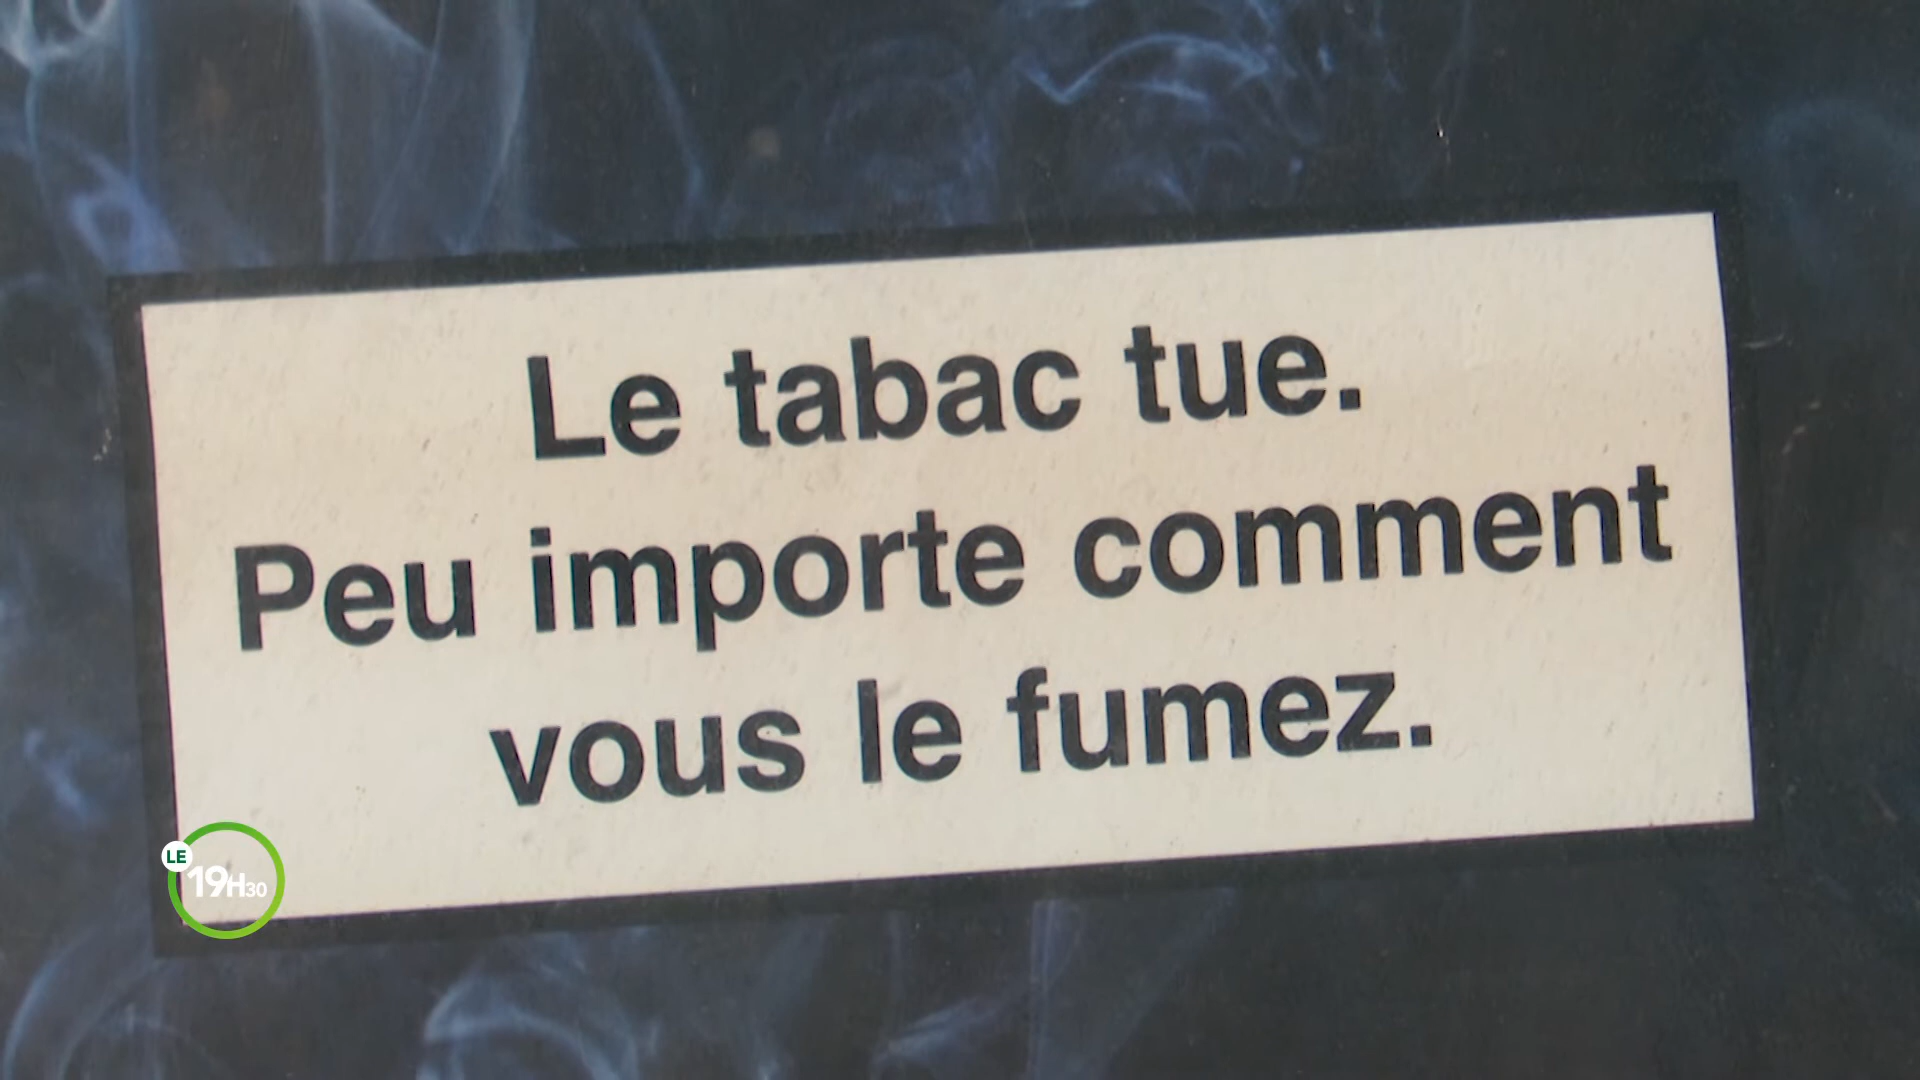 Le tabac tue.
Peu importe comment
vous le fumez.
LE
19H30